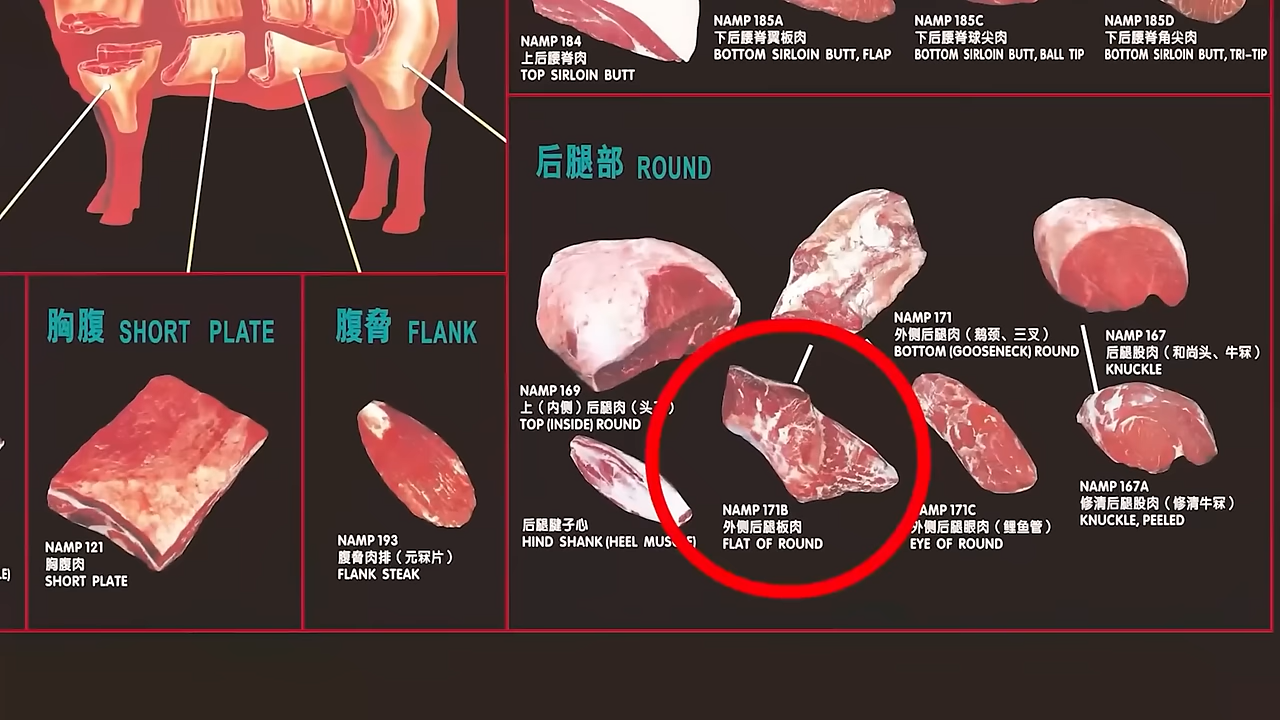 NAMP 184
上后腰脊肉
TOP SIRLOIN BUTT
NAMP 185A
下后腰脊翼板肉
BOTTOM SIRLOIN BUTT, FLAP
NAMP 185C
下后腰脊球尖肉
BOTTOM SIRLOIN BUTT, BALL TIP
NAMP 185D
下后腰脊角尖肉
BOTTOM SIRLOIN BUTT, TRI-TIP
后腿部 ROUND
NAMP 171
外侧后腿肉（鹅颈、三叉）
BOTTOM (GOOSENECK) ROUND
NAMP 167
后腿股肉（和尚头、牛冧）
KNUCKLE
NAMP 169
上（内侧）后腿肉（头
TOP (INSIDE) ROUND
后腿腱子心
HIND SHANK (HEEL MUSCLE)
NAMP 171B
外侧后腿板肉
FLAT OF ROUND
NAMP 171C
外侧后腿眼肉（鲤鱼管）
EYE OF ROUND
NAMP 167A
修清后腿股肉（修清牛冧）
KNUCKLE, PEELED
胸腹 SHORT PLATE
NAMP 121
胸腹肉
SHORT PLATE
腹脅 FLANK
NAMP 193
腹脅肉排（元冧片）
FLANK STEAK